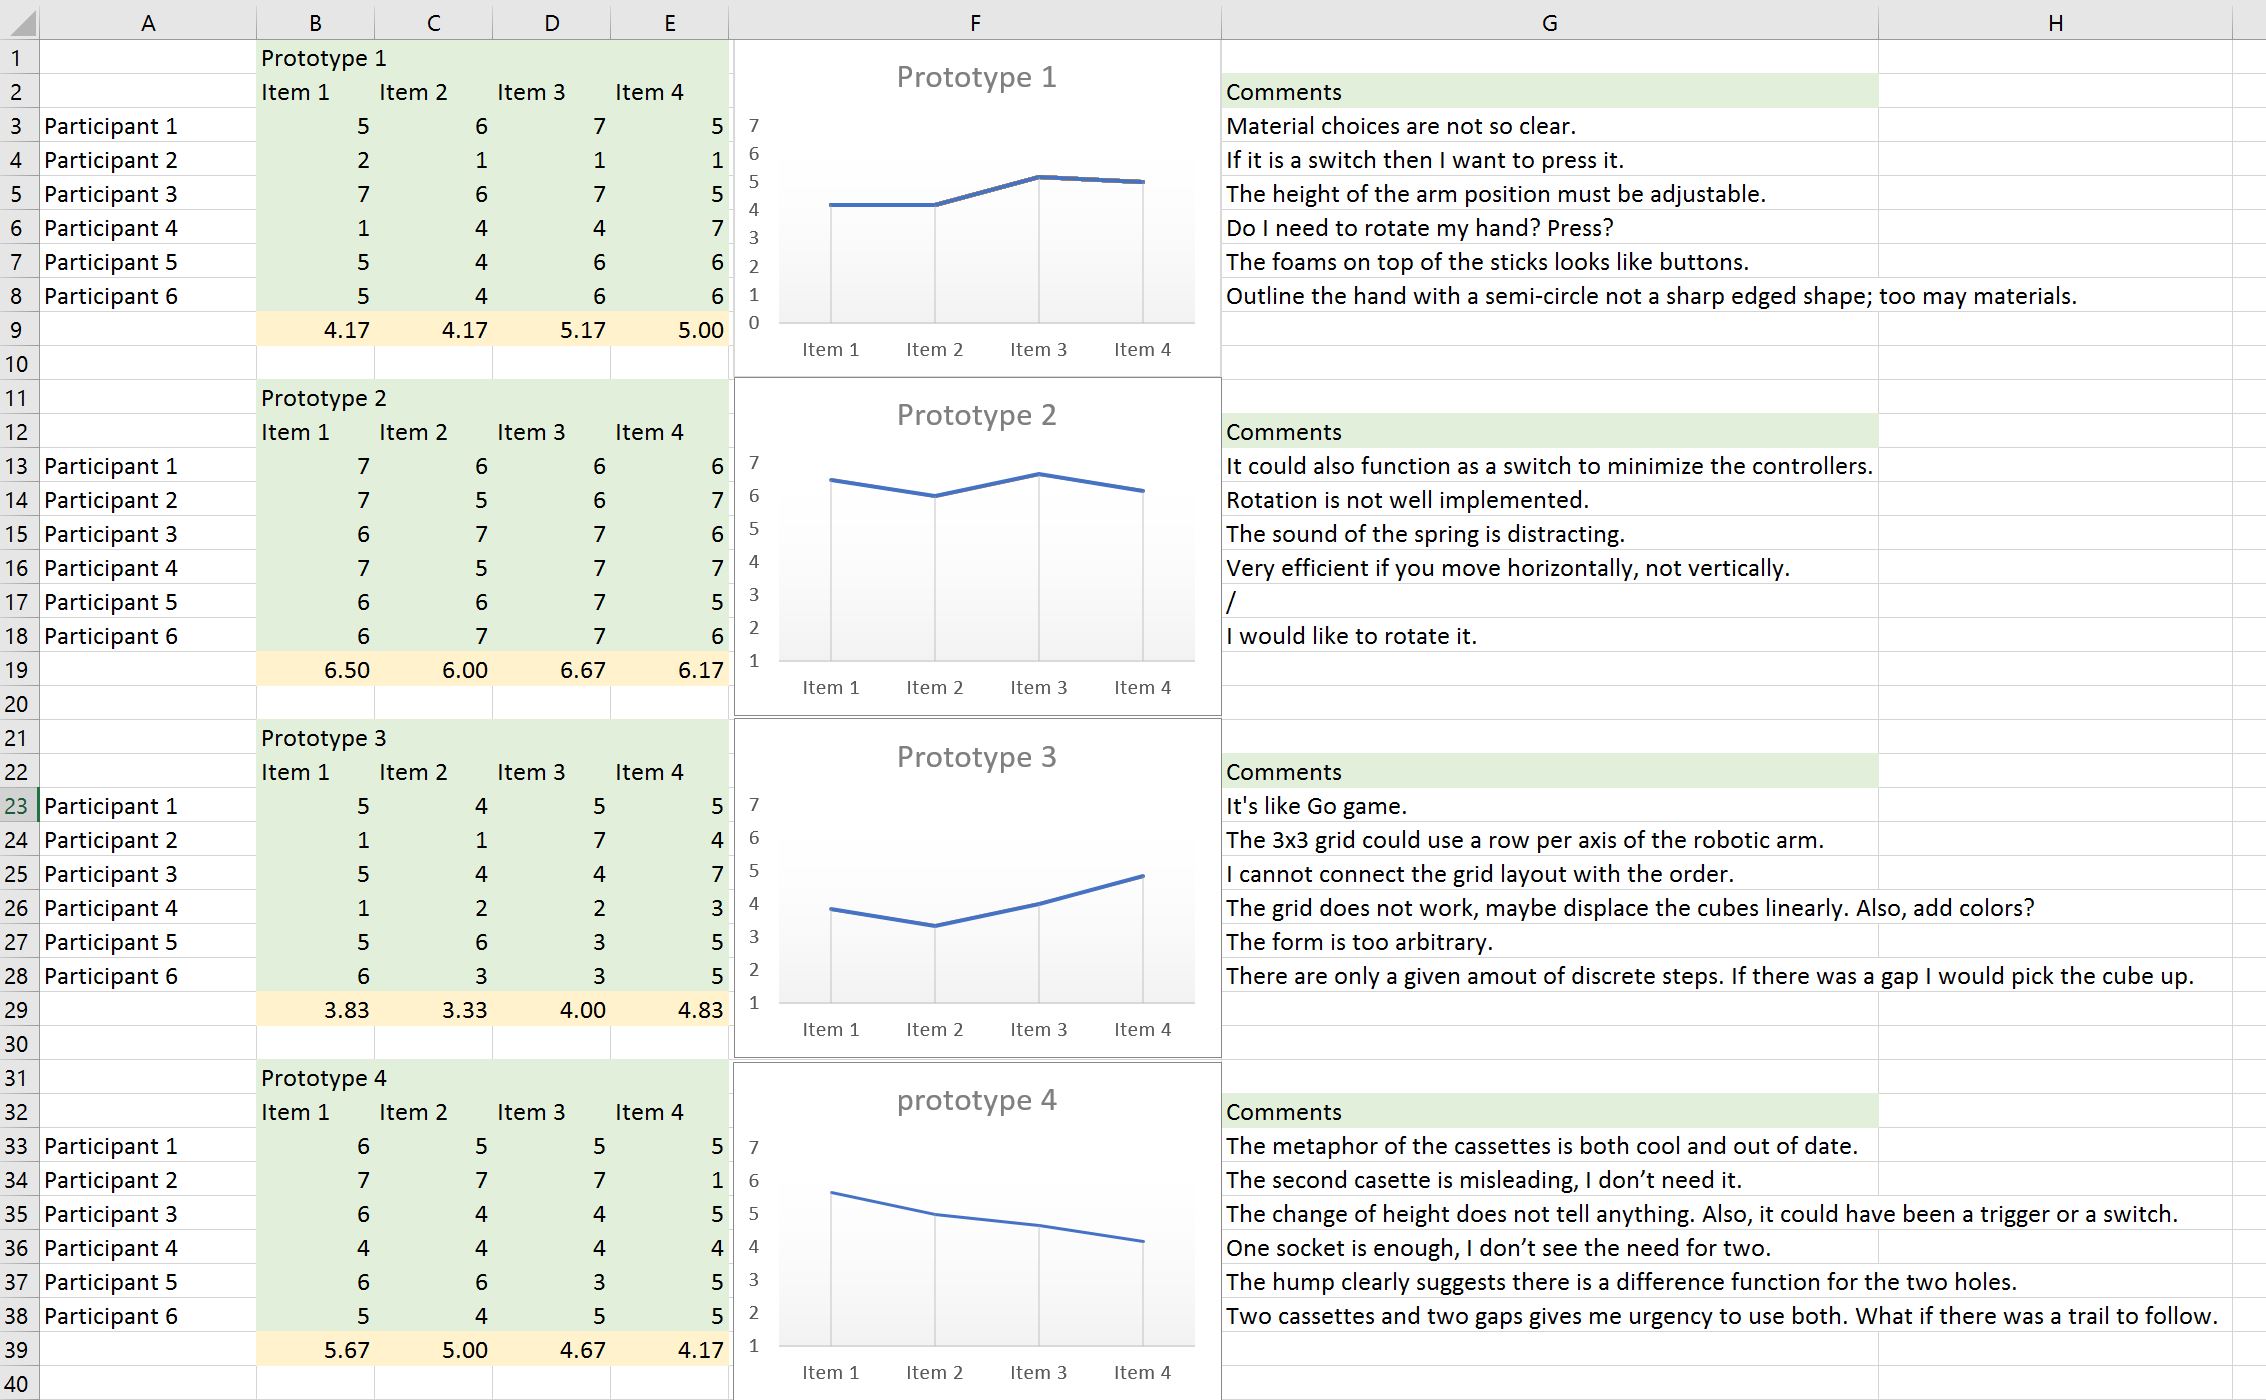 A B C D E F G H
1 Prototype 1
2 Item 1 Item 2 Item 3 Item 4 Comments
3 Participant 1 5 6 7 5 Material choices are not so clear.
4 Participant 2 2 1 1 1 If it is a switch then I want to press it.
5 Participant 3 7 6 7 5 The height of the arm position must be adjustable.
6 Participant 4 1 4 4 7 Do I need to rotate my hand? Press?
7 Participant 5 5 4 6 6 The foams on top of the sticks looks like buttons.
8 Participant 6 5 4 6 6 Outline the hand with a semi-circle not a sharp edged shape; too may materials.
9 4.17 4.17 5.17 5.00
10
Prototype 1
7
6
5
4
3
2
1
0
Item 1 Item 2 Item 3 Item 4
11 Prototype 2
12 Item 1 Item 2 Item 3 Item 4 Comments
13 Participant 1 7 6 6 6 It could also function as a switch to minimize the controllers.
14 Participant 2 7 5 6 7 Rotation is not well implemented.
15 Participant 3 6 7 7 6 The sound of the spring is distracting.
16 Participant 4 7 5 7 7 Very efficient if you move horizontally, not vertically.
17 Participant 5 6 6 7 5 /
18 Participant 6 6 7 7 6 I would like to rotate it.
19 6.50 6.00 6.67 6.17
20
Prototype 2
7
6
5
4
3
2
1
Item 1 Item 2 Item 3 Item 4
21 Prototype 3
22 Item 1 Item 2 Item 3 Item 4 Comments
23 Participant 1 5 4 5 5 It's like Go game.
24 Participant 2 1 1 7 4 The 3x3 grid could use a row per axis of the robotic arm.
25 Participant 3 5 4 4 7 I cannot connect the grid layout with the order.
26 Participant 4 1 2 2 3 The grid does not work, maybe displace the cubes linearly. Also, add colors?
27 Participant 5 5 6 3 5 The form is too arbitrary.
28 Participant 6 6 3 3 5 There are only a given amout of discrete steps. If there was a gap I would pick the cube up.
29 3.83 3.33 4.00 4.83
30
Prototype 3
7
6
5
4
3
2
1
Item 1 Item 2 Item 3 Item 4
31 Prototype 4
32 Item 1 Item 2 Item 3 Item 4 Comments
33 Participant 1 6 5 5 5 The metaphor of the cassettes is both cool and out of date.
34 Participant 2 7 7 7 1 The second casette is misleading, I don’t need it.
35 Participant 3 6 4 4 5 The change of height does not tell anything. Also, it could have been a trigger or a switch.
36 Participant 4 4 4 4 4 One socket is enough, I don’t see the need for two.
37 Participant 5 6 6 3 5 The hump clearly suggests there is a difference function for the two holes.
38 Participant 6 5 4 5 5 Two cassettes and two gaps gives me urgency to use both. What if there was a trail to follow.
39 5.67 5.00 4.67 4.17
40
prototype 4
7
6
5
4
3
2
1
Item 1 Item 2 Item 3 Item 4